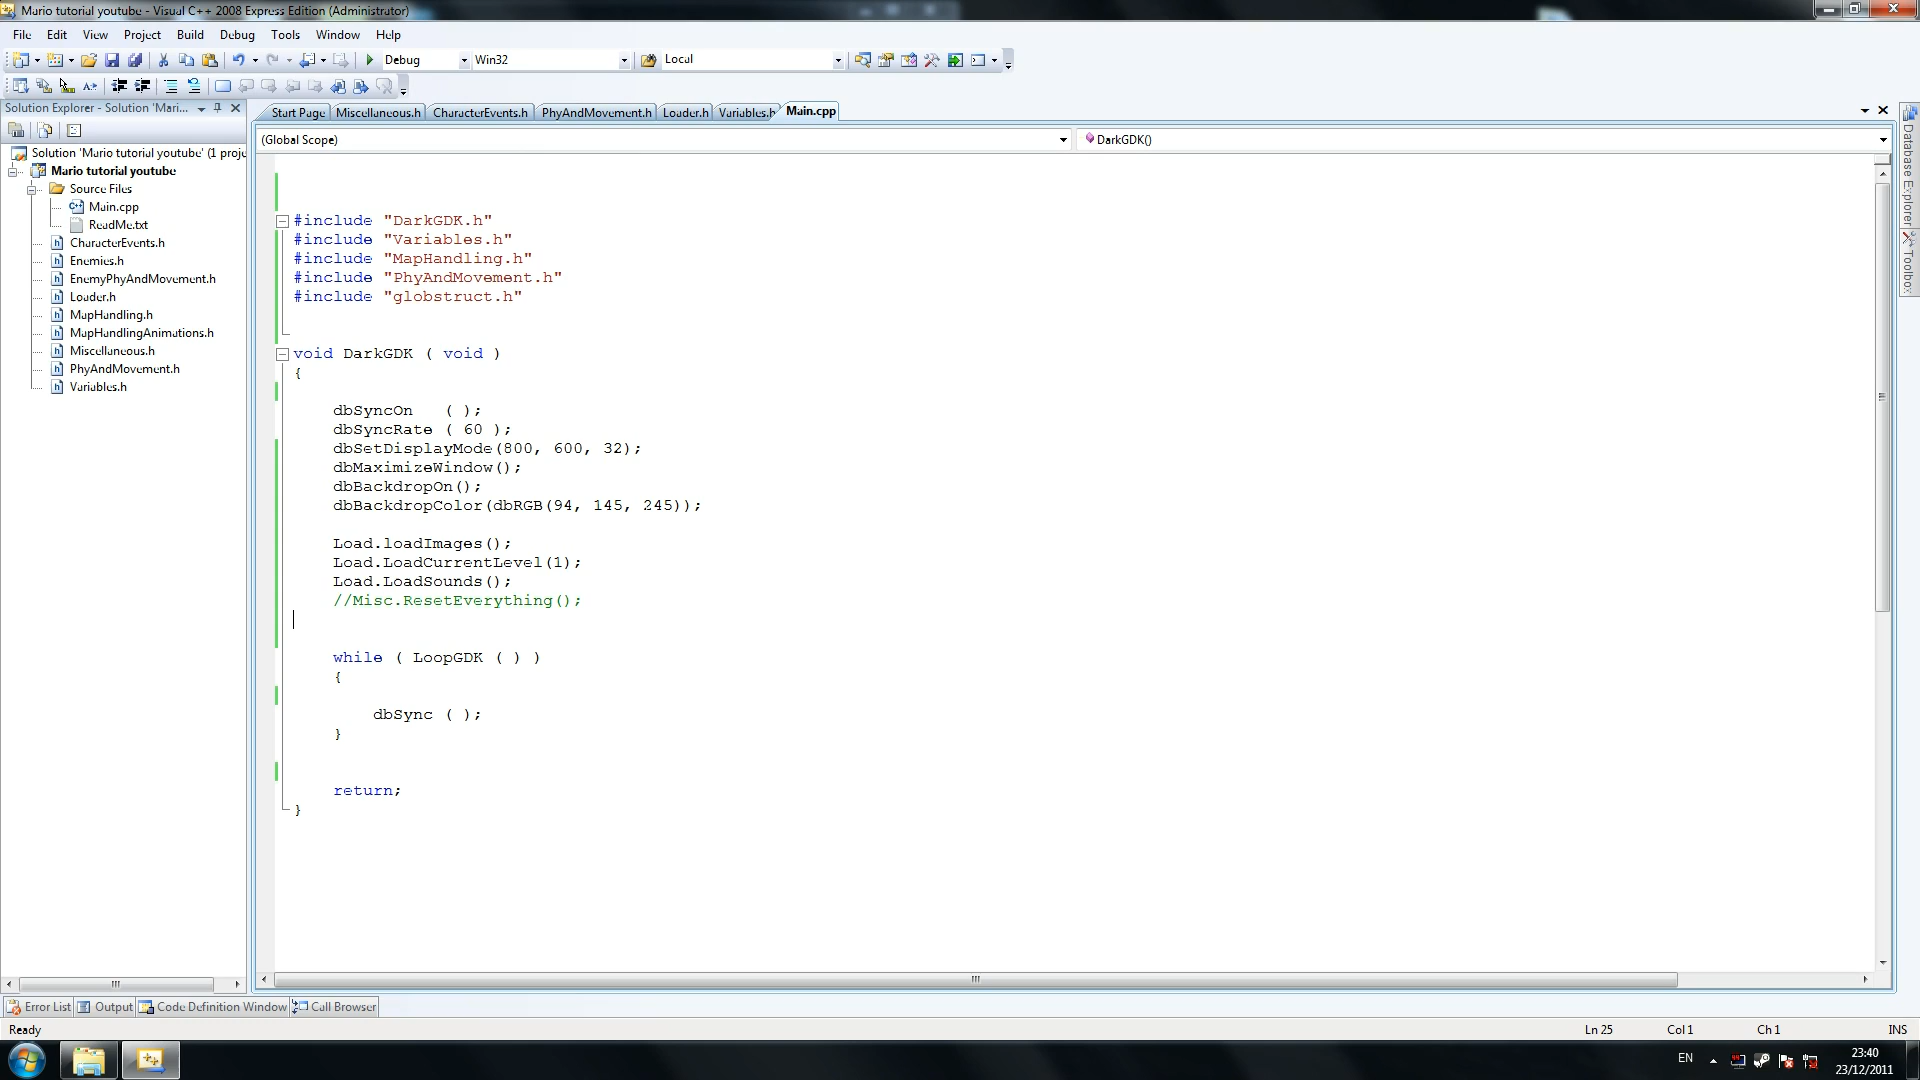 Mario tutorial youtube - Visual C++ 2008 Express Edition (Administrator)
File Edit View Project Build Debug Tools Window Help
Debug Win32 Local
Solution Explorer - Solution 'Mari...
Start Page Miscellaneous.h CharacterEvents.h PhyAndMovement.h Loader.h Variables.h Main.cpp
(Global Scope) DarkGDK()
Solution 'Mario tutorial youtube' (1 proje
Mario tutorial youtube
Source Files
Main.cpp
ReadMe.txt
CharacterEvents.h
Enemies.h
EnemyPhyAndMovement.h
Loader.h
MapHandling.h
MapHandlingAnimations.h
Miscellaneous.h
PhyAndMovement.h
Variables.h
#include "DarkGDK.h"
#include "Variables.h"
#include "MapHandling.h"
#include "PhyAndMovement.h"
#include "globstruct.h"
void DarkGDK ( void )
{
dbSyncOn ( );
dbSyncRate ( 60 );
dbSetDisplayMode(800, 600, 32);
dbMaximizeWindow();
dbBackdropOn();
dbBackdropColor(dbRGB(94, 145, 245));
Load.loadImages();
Load.LoadCurrentLevel(1);
Load.LoadSounds();
//Misc.ResetEverything();
while ( LoopGDK ( ) )
{
dbSync ( );
}
return;
}
Database Explorer
Toolbox
Error List Output Code Definition Window Call Browser
Ready Ln 25 Col 1 Ch 1 INS
EN 23:40
23/12/2011